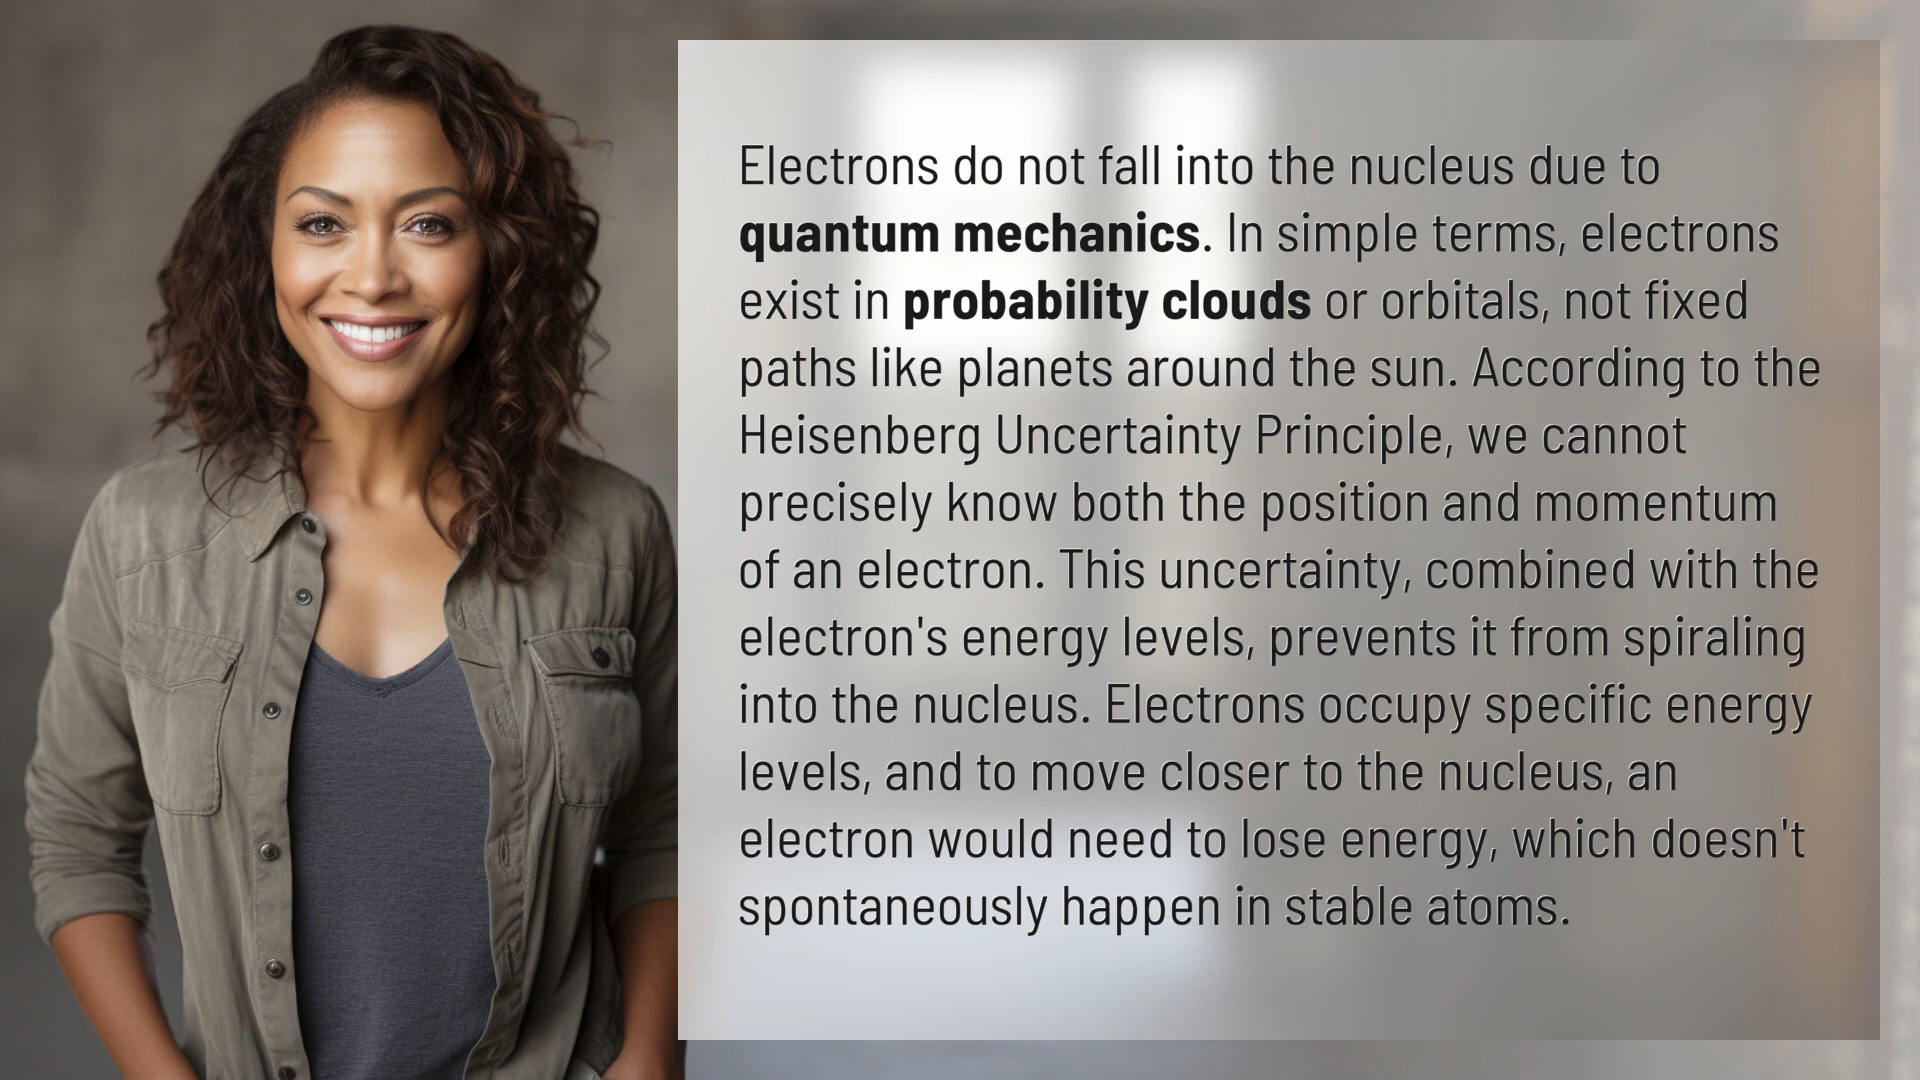 Electrons do not fall into the nucleus due to
quantum mechanics. In simple terms, electrons
exist in probability clouds or orbitals, not fixed
paths like planets around the sun. According to the
Heisenberg Uncertainty Principle, we cannot
precisely know both the position and momentum
of an electron. This uncertainty, combined with the
electron's energy levels, prevents it from spiraling
into the nucleus. Electrons occupy specific energy
levels, and to move closer to the nucleus, an
electron would need to lose energy, which doesn't
spontaneously happen in stable atoms.